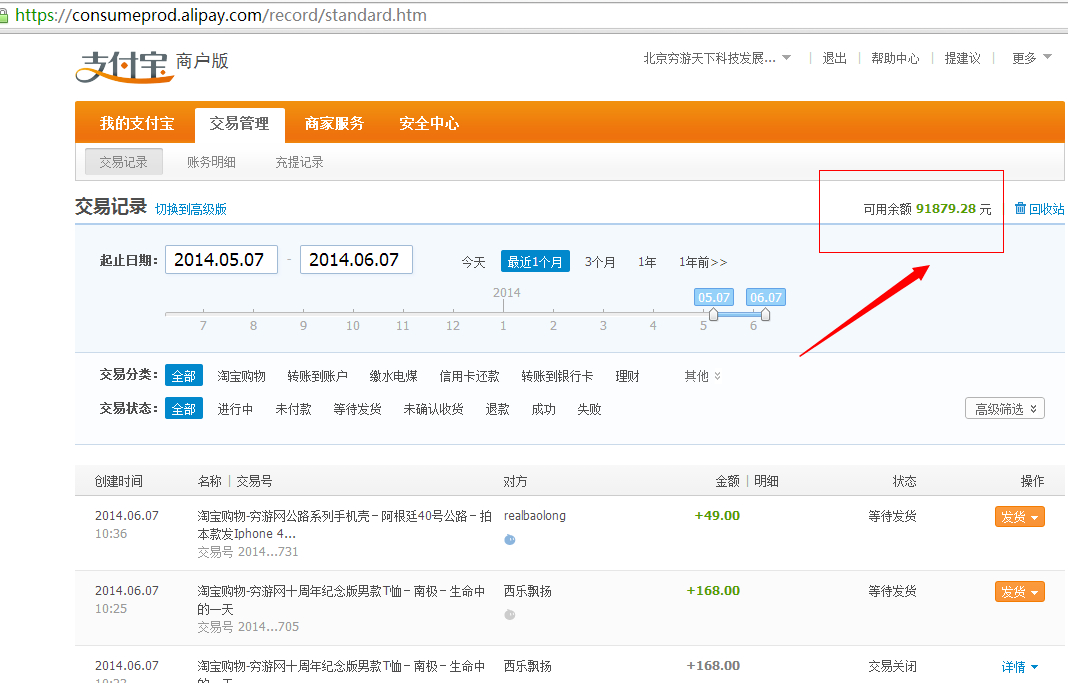 https://consumeprod.alipay.com/record/standard.htm
支付宝 商户版
北京穷游天下科技发展... 退出 帮助中心 提建议 更多
我的支付宝 交易管理 商家服务 安全中心
交易记录 账务明细 充提记录
交易记录 切换到高级版 可用余额 91879.28 元 回收站
起止日期: 2014.05.07 - 2014.06.07 今天 最近1个月 3个月 1年 1年前>>
2014 05.07 06.07
7 8 9 10 11 12 1 2 3 4 5 6
交易分类: 全部 淘宝购物 转账到账户 缴水电煤 信用卡还款 转账到银行卡 理财 其他
交易状态: 全部 进行中 未付款 等待发货 未确认收货 退款 成功 失败 高级筛选
创建时间 名称 | 交易号 对方 金额 | 明细 状态 操作
2014.06.07 淘宝购物-穷游网公路系列手机壳－阿根廷40号公路－拍 realbaolong +49.00 等待发货 发货
10:36 本款发Iphone 4...
交易号 2014...731
2014.06.07 淘宝购物-穷游网十周年纪念版男款T恤－南极－生命中 西乐飘扬 +168.00 等待发货 发货
10:25 的一天
交易号 2014...705
2014.06.07 淘宝购物-穷游网十周年纪念版男款T恤－南极－生命中 西乐飘扬 +168.00 交易关闭 详情
的一天